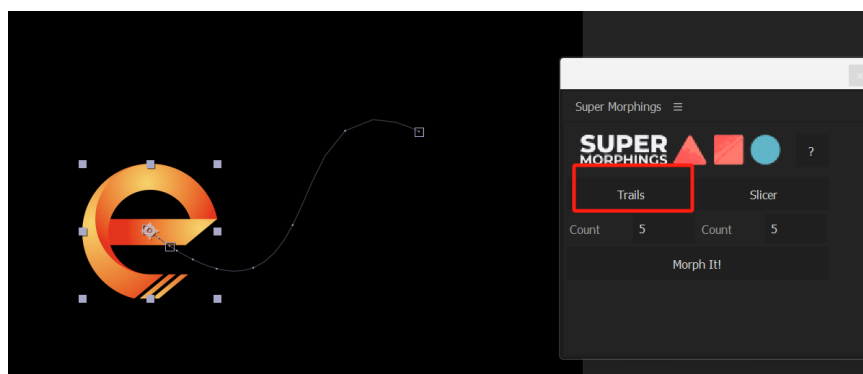 Super Morphings
SUPER
MORPHINGS
?
Trails
Slicer
Count 5 Count 5
Morph It!